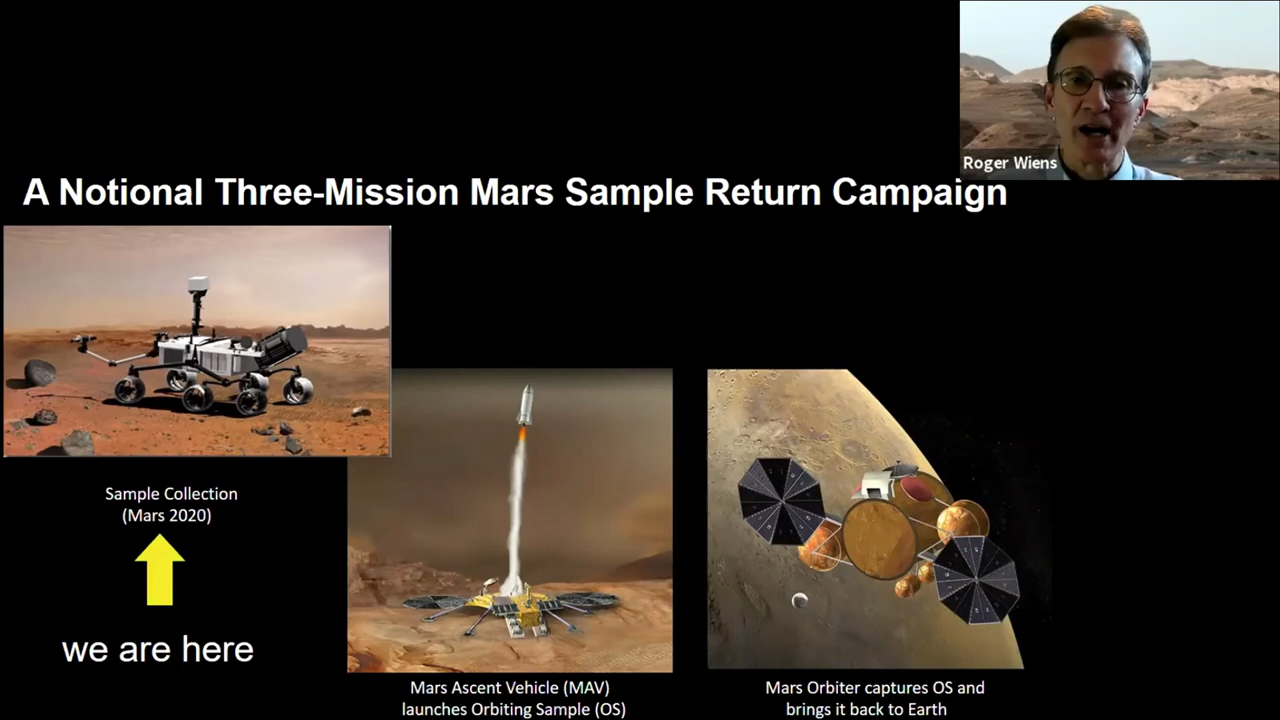 Roger Wiens
A Notional Three-Mission Mars Sample Return Campaign
Sample Collection
(Mars 2020)
we are here
Mars Ascent Vehicle (MAV)
launches Orbiting Sample (OS)
Mars Orbiter captures OS and
brings it back to Earth